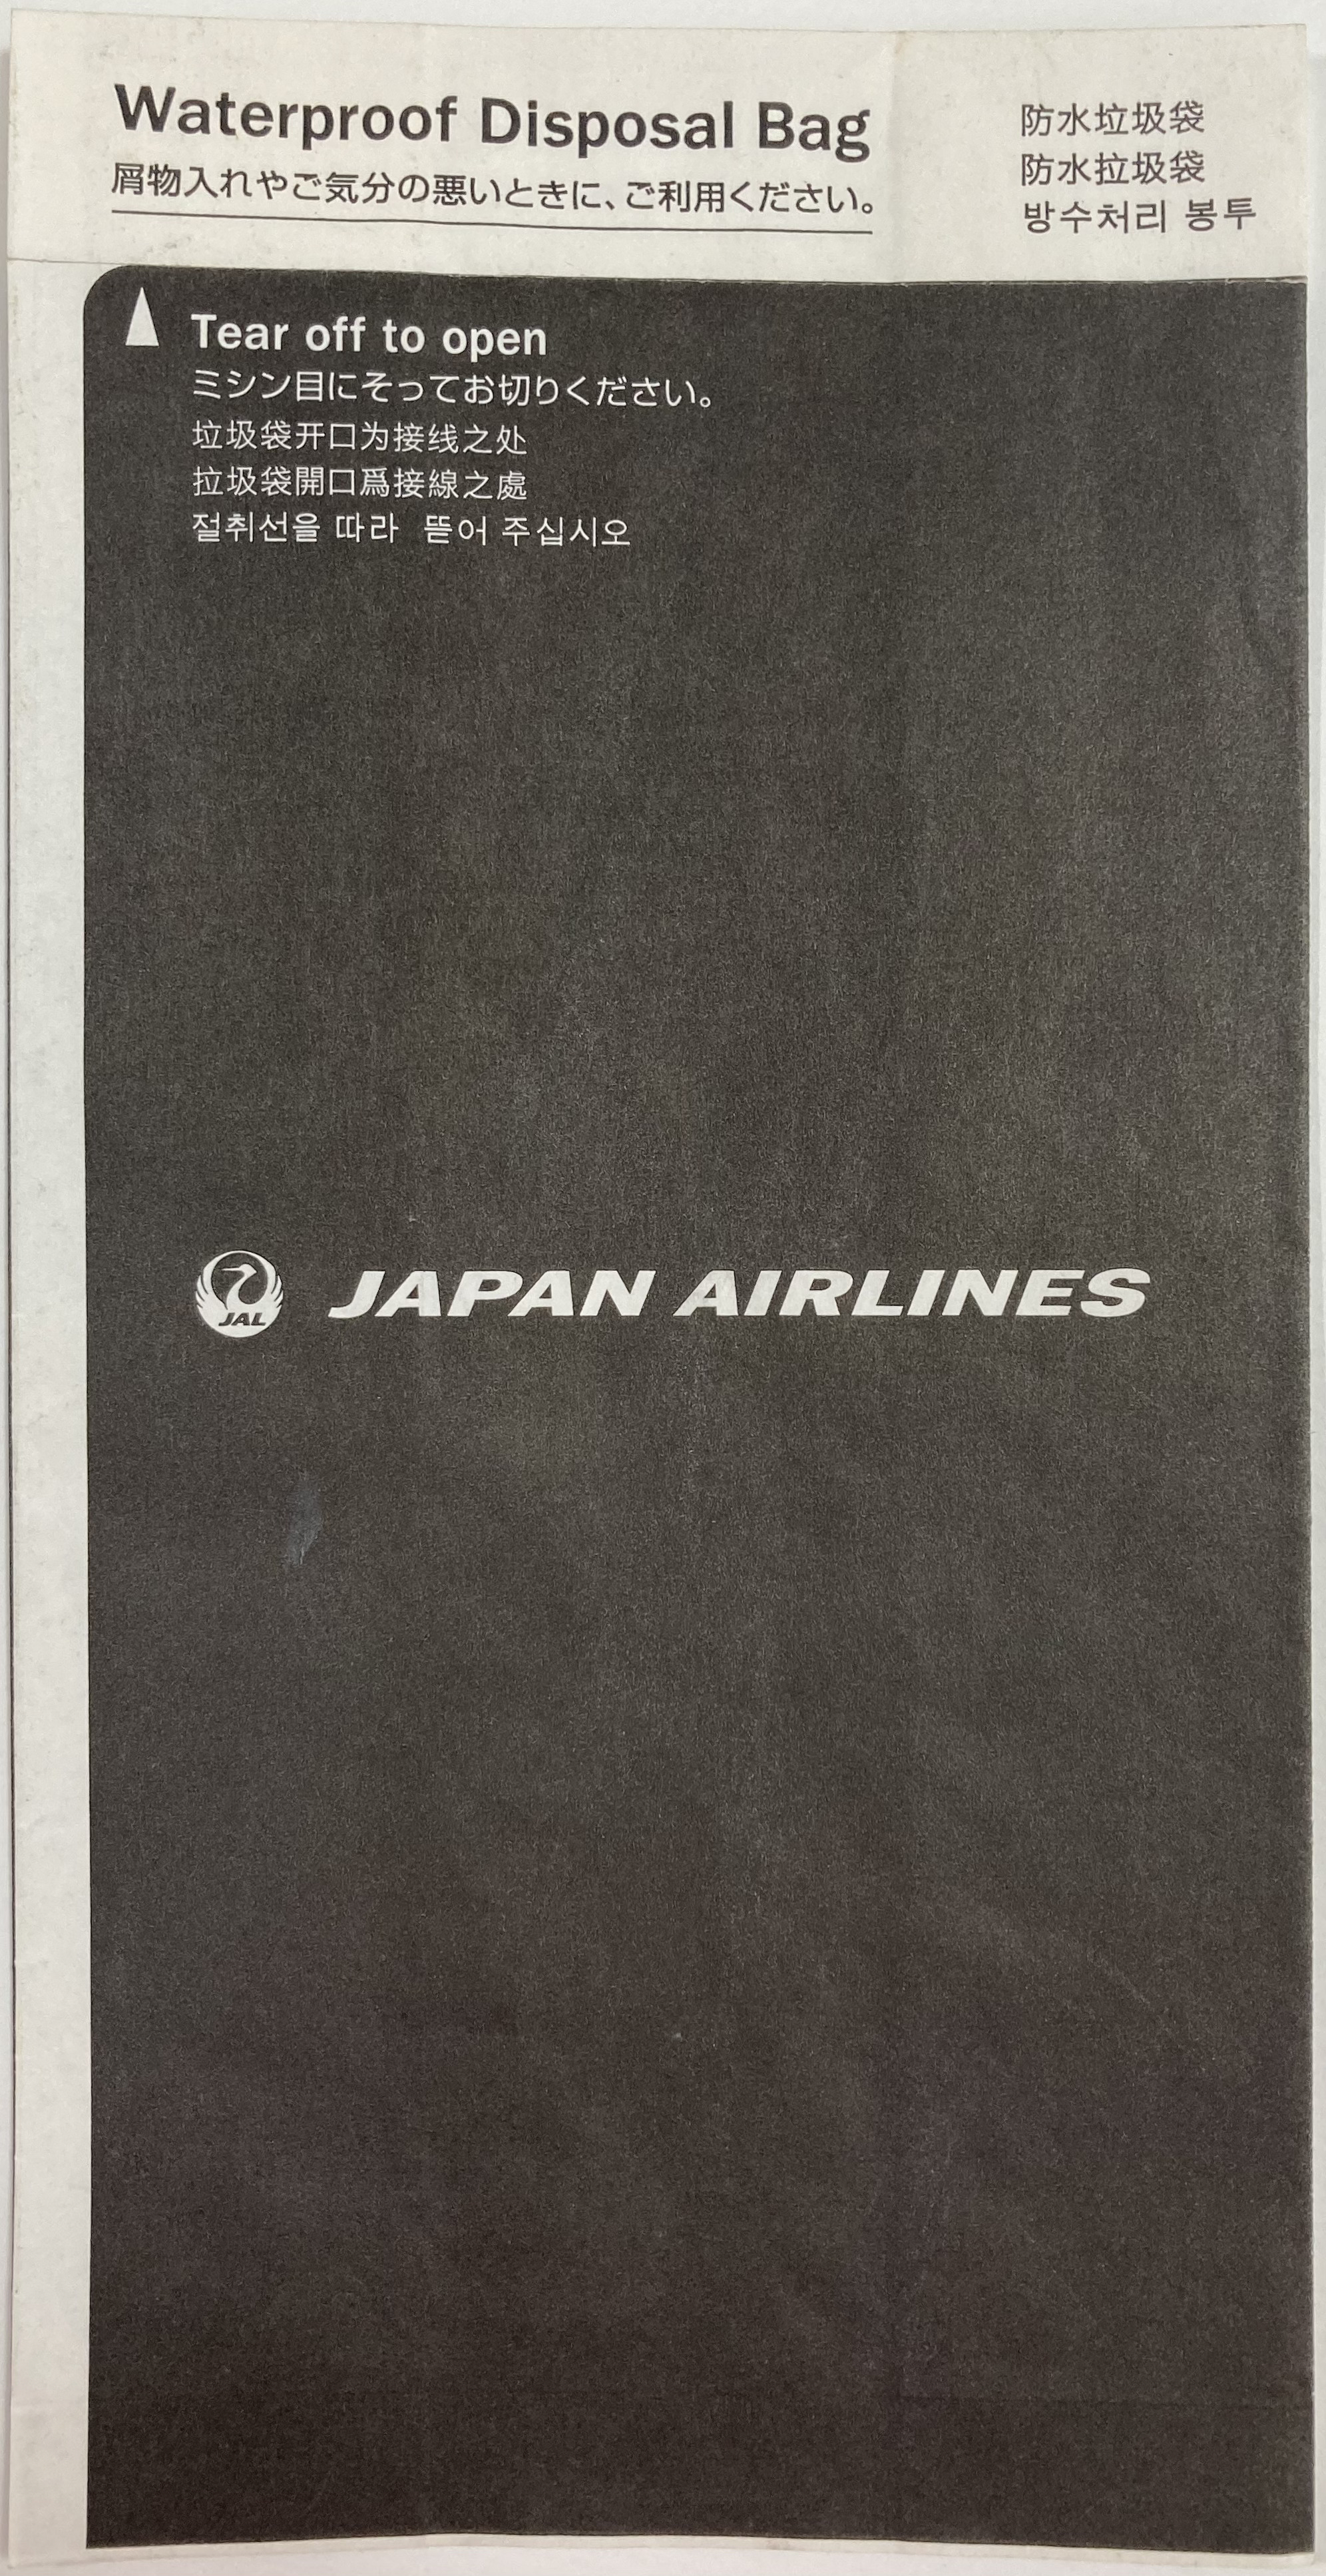 Waterproof Disposal Bag
屑物入れやご気分の悪いときに、ご利用ください。
防水垃圾袋
防水拉圾袋
방수처리 봉투
Tear off to open
ミシン目にそってお切りください。
垃圾袋开口为接线之处
拉圾袋開口爲接線之處
절취선을 따라 뜯어 주십시오
JAL
JAPAN AIRLINES